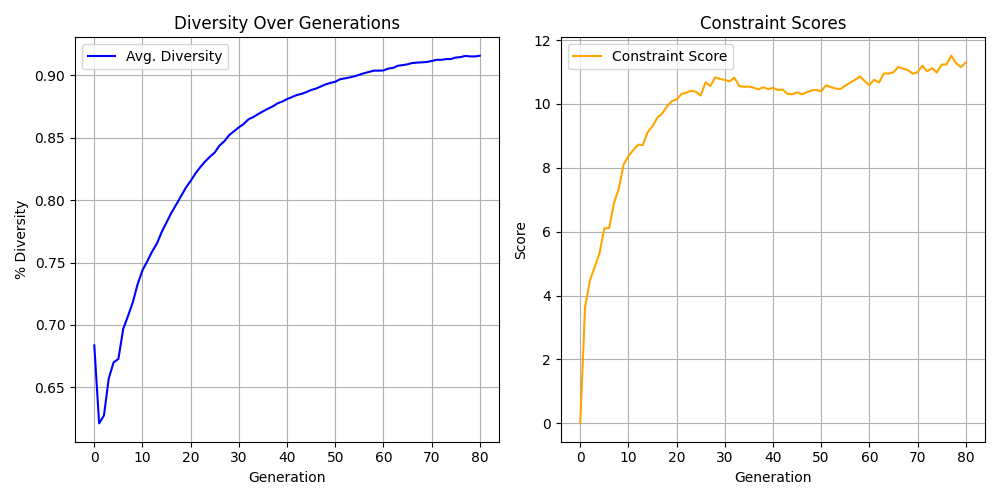 Diversity Over Generations
Avg. Diversity
% Diversity
0.90
0.85
0.80
0.75
0.70
0.65
0 10 20 30 40 50 60 70 80
Generation
Constraint Scores
Constraint Score
Score
12
10
8
6
4
2
0
0 10 20 30 40 50 60 70 80
Generation